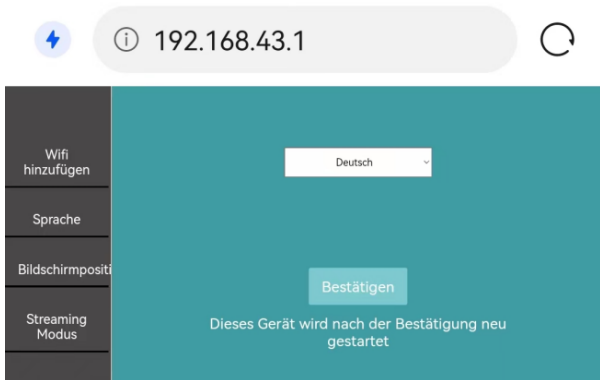 192.168.43.1
Wifi
hinzufügen
Sprache
Bildschirmpositi
Streaming
Modus
Deutsch
Bestätigen
Dieses Gerät wird nach der Bestätigung neu
gestartet